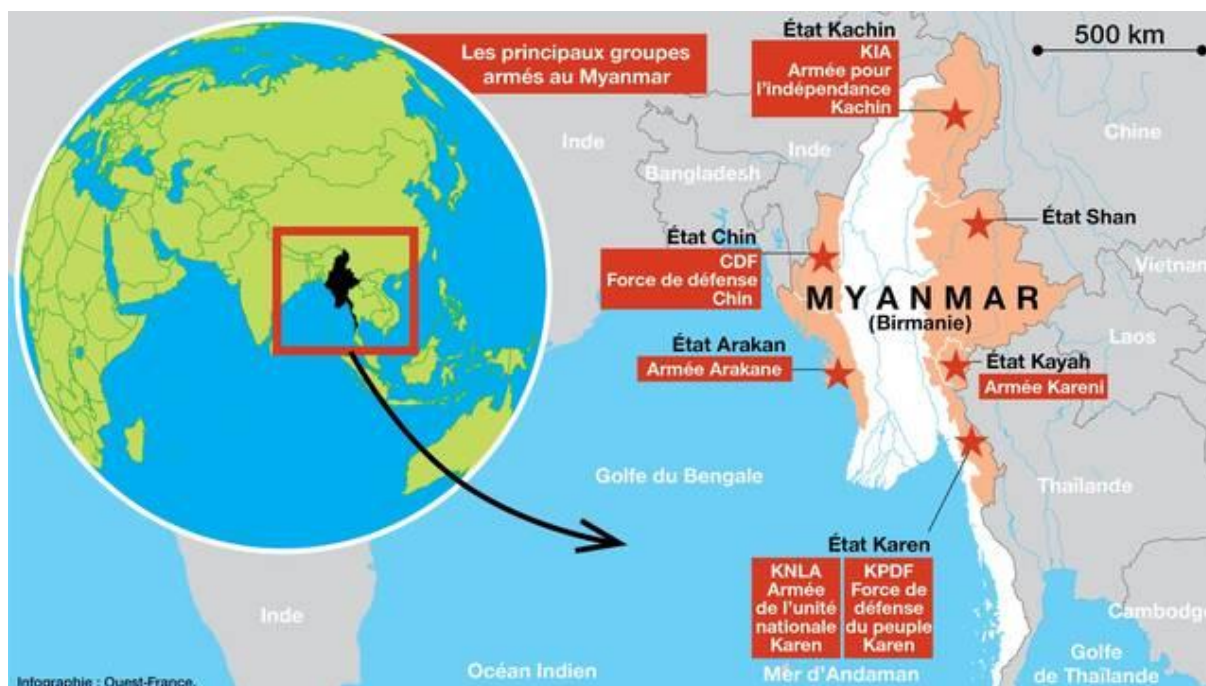 Les principaux groupes
armés au Myanmar
État Kachin
KIA
Armée pour
l'indépendance
Kachin
500 km
Inde
Inde
Chine
Bangladesh
État Shan
État Chin
CDF
Force de défense
Chin
Vietnam
MYANMAR
(Birmanie)
Laos
État Arakan
Armée Arakane
État Kayah
Armée Kareni
Golfe du Bengale
Thaïlande
État Karen
KNLA
Armée
de l'unité
nationale
Karen
KPDF
Force de
défense
du peuple
Karen
Inde
Cambodge
Océan Indien
Mer d'Andaman
Golfe
de Thaïlande
Infographie : Ouest-France.